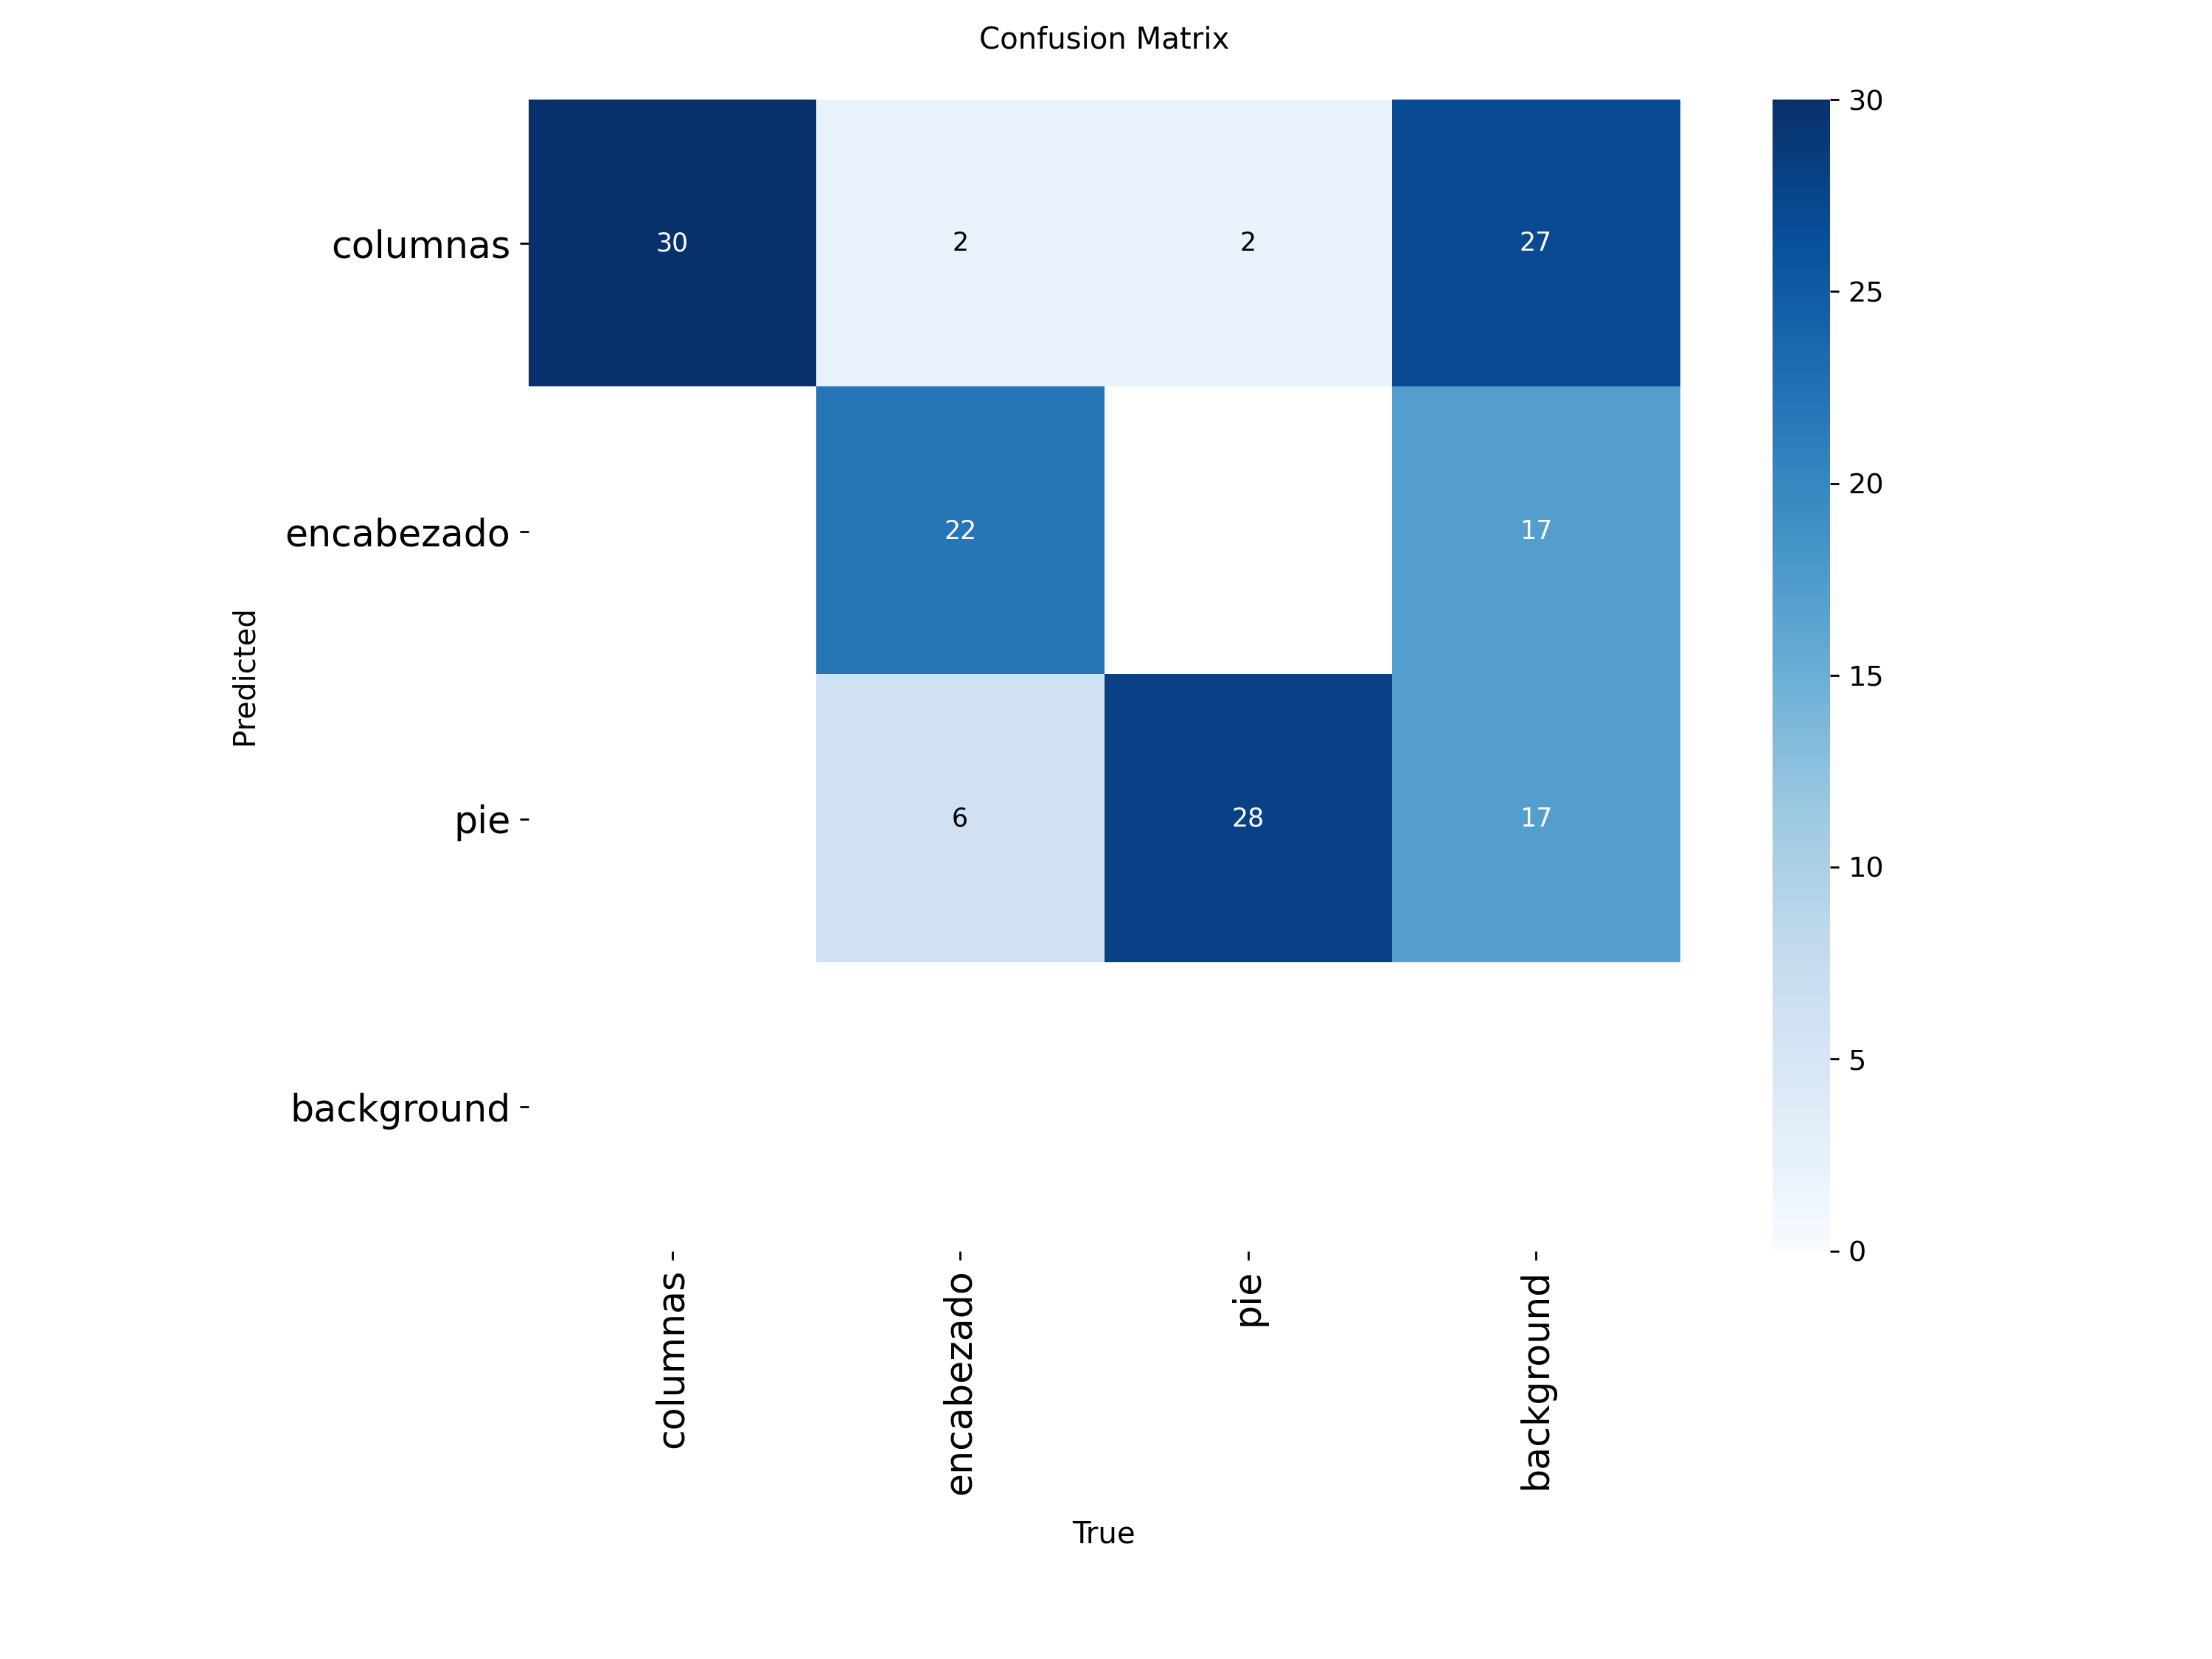 Confusion Matrix
columnas
30
2
2
27
encabezado
22
17
pie
6
28
17
background
columnas
encabezado
pie
background
Predicted
True
30
25
20
15
10
5
0